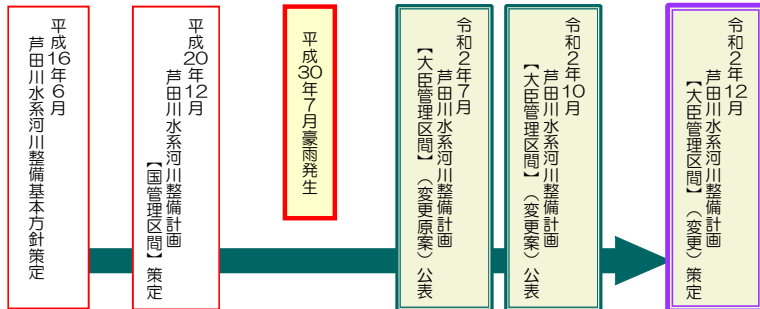 平成16年6月
芦田川水系河川整備基本方針策定
平成20年12月
芦田川水系河川整備計画
【国管理区間】策定
平成30年7月豪雨発生
令和2年7月
芦田川水系河川整備計画
【大臣管理区間】（変更原案）公表
令和2年10月
芦田川水系河川整備計画
【大臣管理区間】（変更案）公表
令和2年12月
芦田川水系河川整備計画
【大臣管理区間】（変更）策定